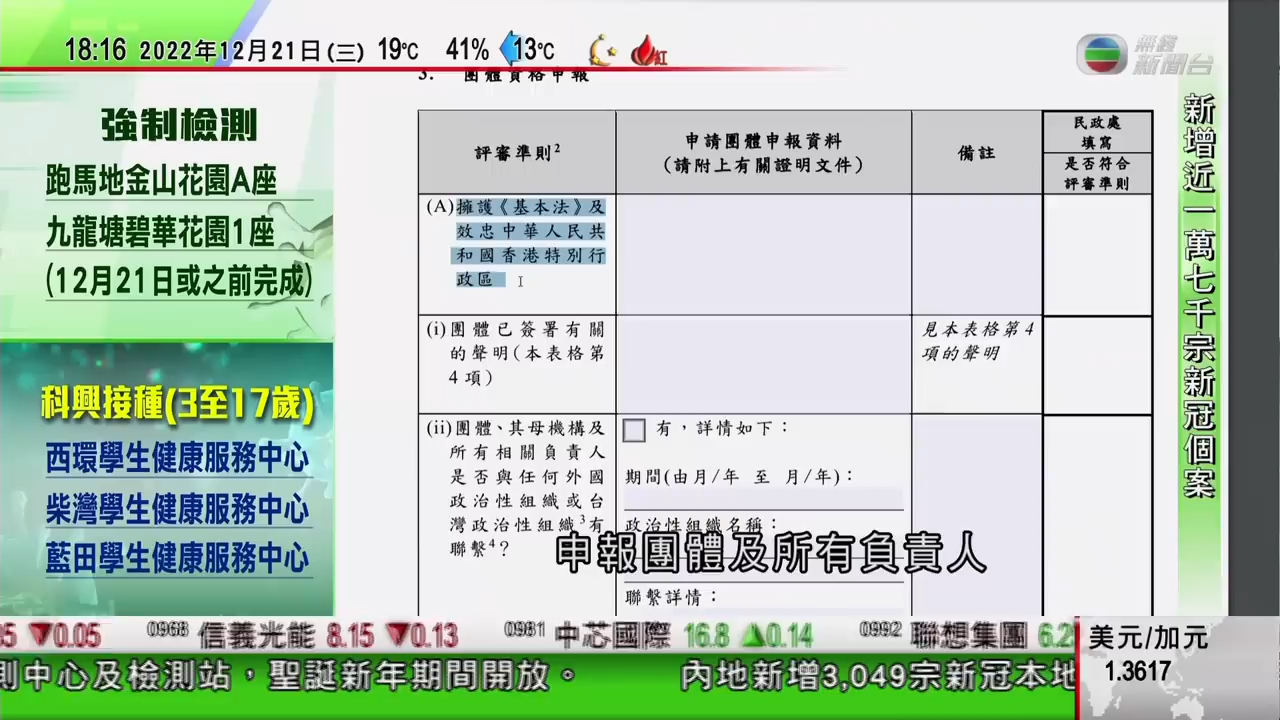 18:16 2022年12月21日(三) 19℃ 41% 13℃ 紅
無綫
新聞台
強制檢測
跑馬地金山花園A座
九龍塘碧華花園1座
(12月21日或之前完成)
科興接種(3至17歲)
西環學生健康服務中心
柴灣學生健康服務中心
藍田學生健康服務中心
3. 團體資格申報
評審準則2
申請團體申報資料
(請附上有關證明文件)
備註
民政處
填寫
是否符合
評審準則
(A)擁護《基本法》及
效忠中華人民共
和國香港特別行
政區
(i)團體已簽署有關
的聲明(本表格第
4項)
見本表格第4
項的聲明
(ii)團體、其母機構及
所有相關負責人
是否與任何外國
政治性組織或台
灣政治性組織3有
聯繫4?
有，詳情如下：
期間(由月/年 至 月/年)：
政治性組織名稱：
聯繫詳情：
申報團體及所有負責人
新增近一萬七千宗新冠個案
5 ▼0.05 0968 信義光能 8.15 ▼0.13 0981 中芯國際 16.8 ▲0.14 0992 聯想集團 6.2
測中心及檢測站，聖誕新年期間開放。 內地新增3,049宗新冠本地
美元/加元
1.3617